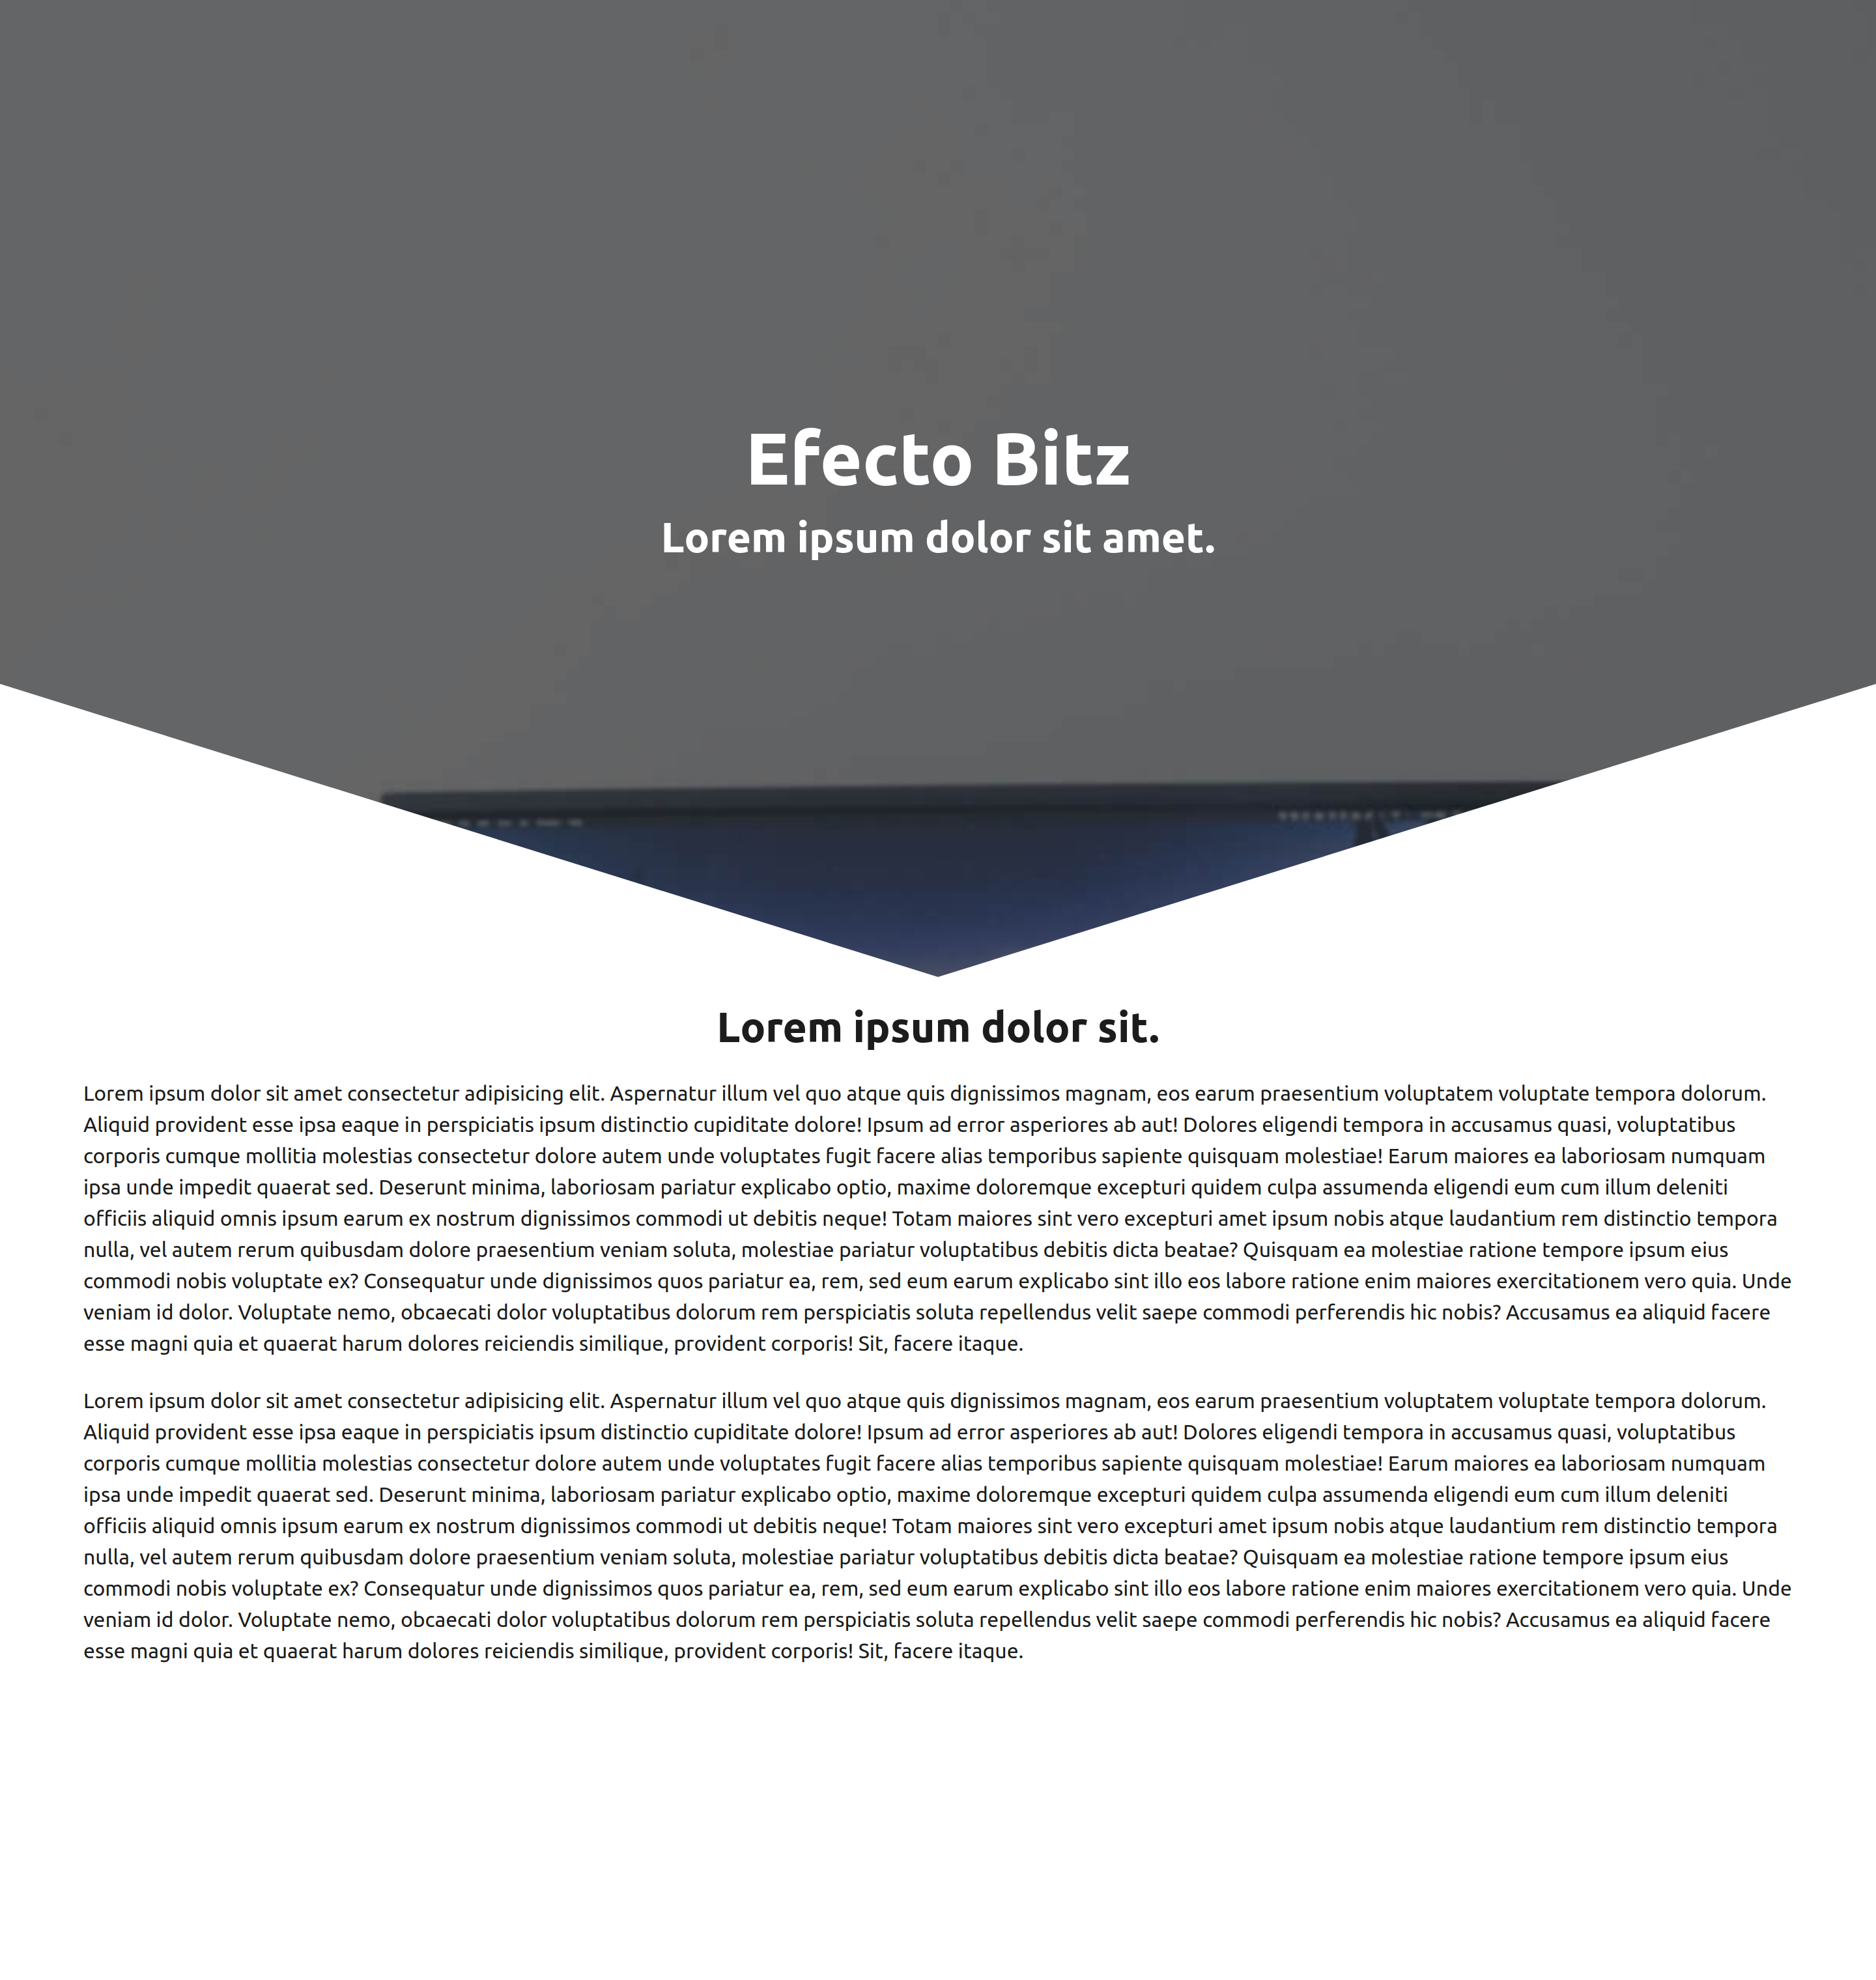 Efecto Bitz
Lorem ipsum dolor sit amet.
Lorem ipsum dolor sit.
Lorem ipsum dolor sit amet consectetur adipisicing elit. Aspernatur illum vel quo atque quis dignissimos magnam, eos earum praesentium voluptatem voluptate tempora dolorum.
Aliquid provident esse ipsa eaque in perspiciatis ipsum distinctio cupiditate dolore! Ipsum ad error asperiores ab aut! Dolores eligendi tempora in accusamus quasi, voluptatibus
corporis cumque mollitia molestias consectetur dolore autem unde voluptates fugit facere alias temporibus sapiente quisquam molestiae! Earum maiores ea laboriosam numquam
ipsa unde impedit quaerat sed. Deserunt minima, laboriosam pariatur explicabo optio, maxime doloremque excepturi quidem culpa assumenda eligendi eum cum illum deleniti
officiis aliquid omnis ipsum earum ex nostrum dignissimos commodi ut debitis neque! Totam maiores sint vero excepturi amet ipsum nobis atque laudantium rem distinctio tempora
nulla, vel autem rerum quibusdam dolore praesentium veniam soluta, molestiae pariatur voluptatibus debitis dicta beatae? Quisquam ea molestiae ratione tempore ipsum eius
commodi nobis voluptate ex? Consequatur unde dignissimos quos pariatur ea, rem, sed eum earum explicabo sint illo eos labore ratione enim maiores exercitationem vero quia. Unde
veniam id dolor. Voluptate nemo, obcaecati dolor voluptatibus dolorum rem perspiciatis soluta repellendus velit saepe commodi perferendis hic nobis? Accusamus ea aliquid facere
esse magni quia et quaerat harum dolores reiciendis similique, provident corporis! Sit, facere itaque.
Lorem ipsum dolor sit amet consectetur adipisicing elit. Aspernatur illum vel quo atque quis dignissimos magnam, eos earum praesentium voluptatem voluptate tempora dolorum.
Aliquid provident esse ipsa eaque in perspiciatis ipsum distinctio cupiditate dolore! Ipsum ad error asperiores ab aut! Dolores eligendi tempora in accusamus quasi, voluptatibus
corporis cumque mollitia molestias consectetur dolore autem unde voluptates fugit facere alias temporibus sapiente quisquam molestiae! Earum maiores ea laboriosam numquam
ipsa unde impedit quaerat sed. Deserunt minima, laboriosam pariatur explicabo optio, maxime doloremque excepturi quidem culpa assumenda eligendi eum cum illum deleniti
officiis aliquid omnis ipsum earum ex nostrum dignissimos commodi ut debitis neque! Totam maiores sint vero excepturi amet ipsum nobis atque laudantium rem distinctio tempora
nulla, vel autem rerum quibusdam dolore praesentium veniam soluta, molestiae pariatur voluptatibus debitis dicta beatae? Quisquam ea molestiae ratione tempore ipsum eius
commodi nobis voluptate ex? Consequatur unde dignissimos quos pariatur ea, rem, sed eum earum explicabo sint illo eos labore ratione enim maiores exercitationem vero quia. Unde
veniam id dolor. Voluptate nemo, obcaecati dolor voluptatibus dolorum rem perspiciatis soluta repellendus velit saepe commodi perferendis hic nobis? Accusamus ea aliquid facere
esse magni quia et quaerat harum dolores reiciendis similique, provident corporis! Sit, facere itaque.